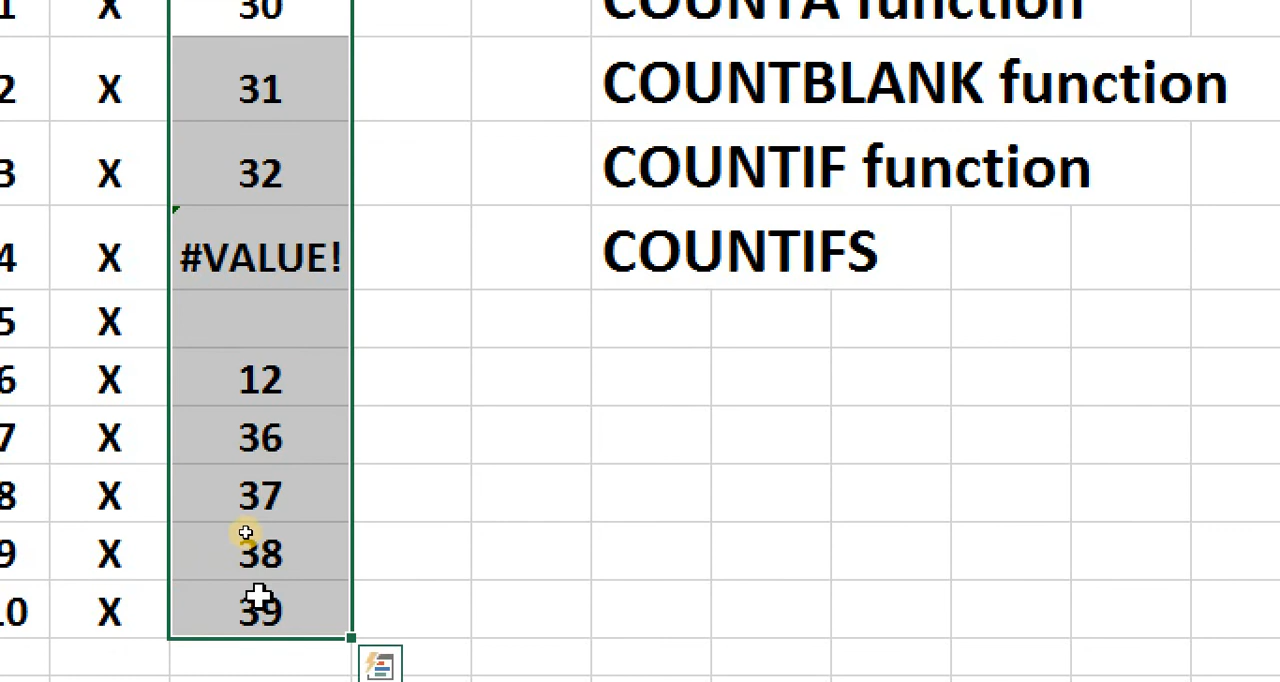 1 X 30 COUNTA function
2 X 31 COUNTBLANK function
3 X 32 COUNTIF function
4 X #VALUE! COUNTIFS
5 X
6 X 12
7 X 36
8 X 37
9 X 38
10 X 39